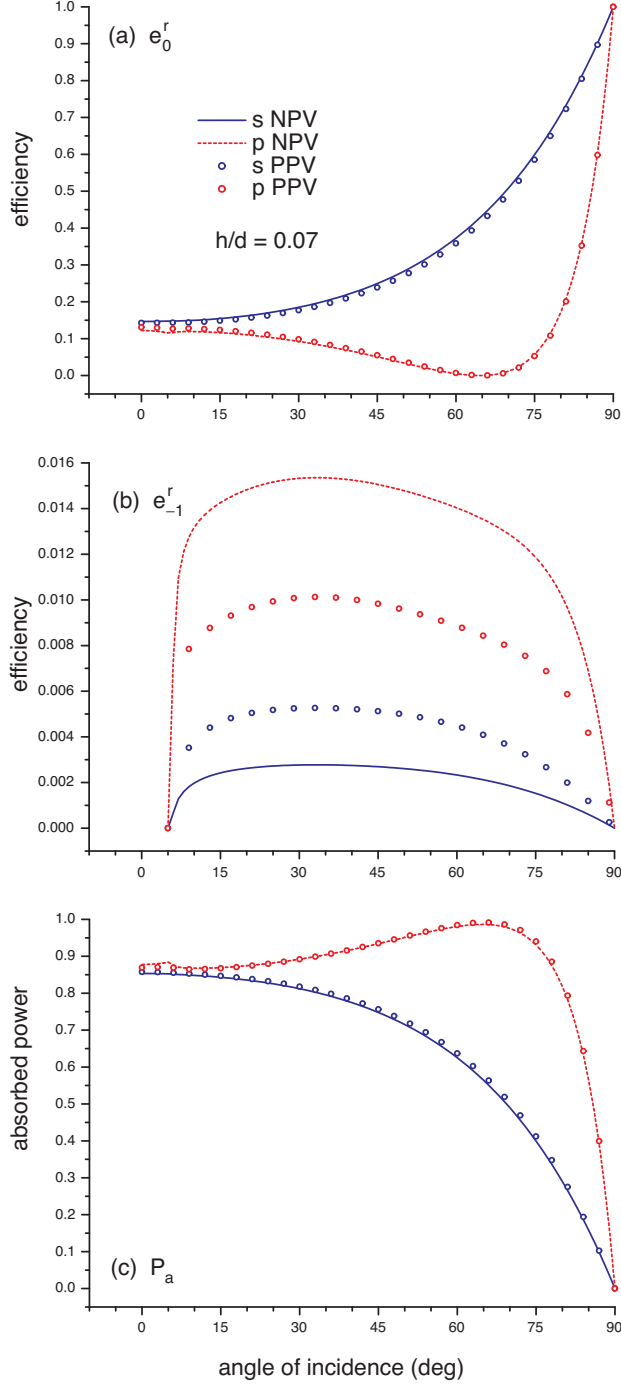 (a) e₀ʳ
1.0
0.9
0.8
0.7
0.6
0.5
0.4
0.3
0.2
0.1
0.0
efficiency
s NPV
p NPV
s PPV
p PPV
h/d = 0.07
0 15 30 45 60 75 90
(b) e₋₁ʳ
0.016
0.014
0.012
0.010
0.008
0.006
0.004
0.002
0.000
efficiency
0 15 30 45 60 75 90
1.0
0.9
0.8
0.7
0.6
0.5
0.4
0.3
0.2
0.1
0.0
absorbed power
(c) Pₐ
0 15 30 45 60 75 90
angle of incidence (deg)